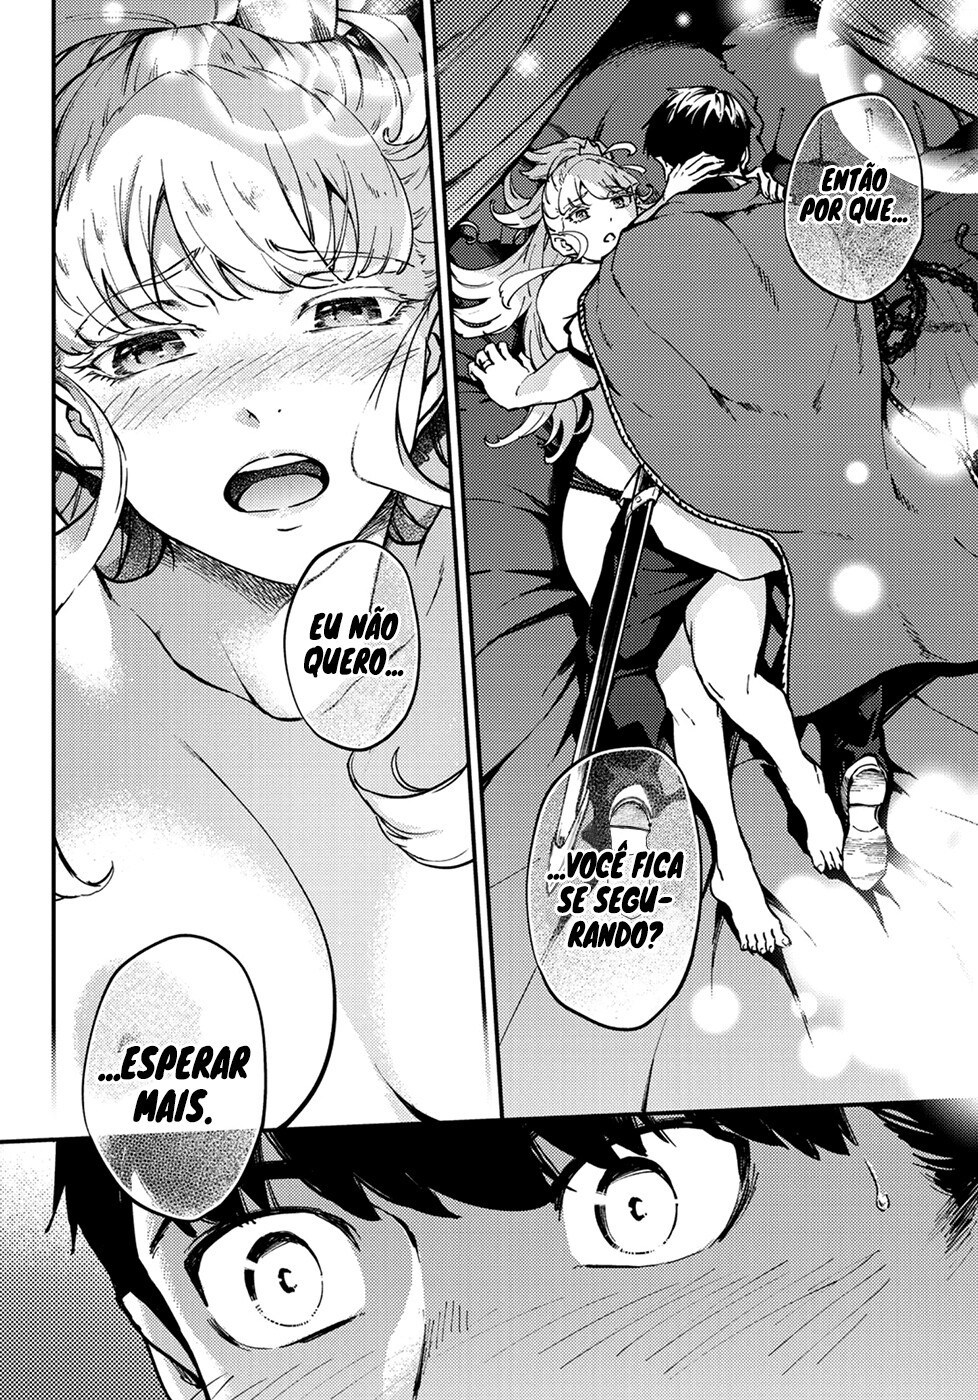 ENTÃO
POR QUE...
...VOCÊ FICA
SE SEGU-
RANDO?
EU NÃO
QUERO...
...ESPERAR
MAIS.